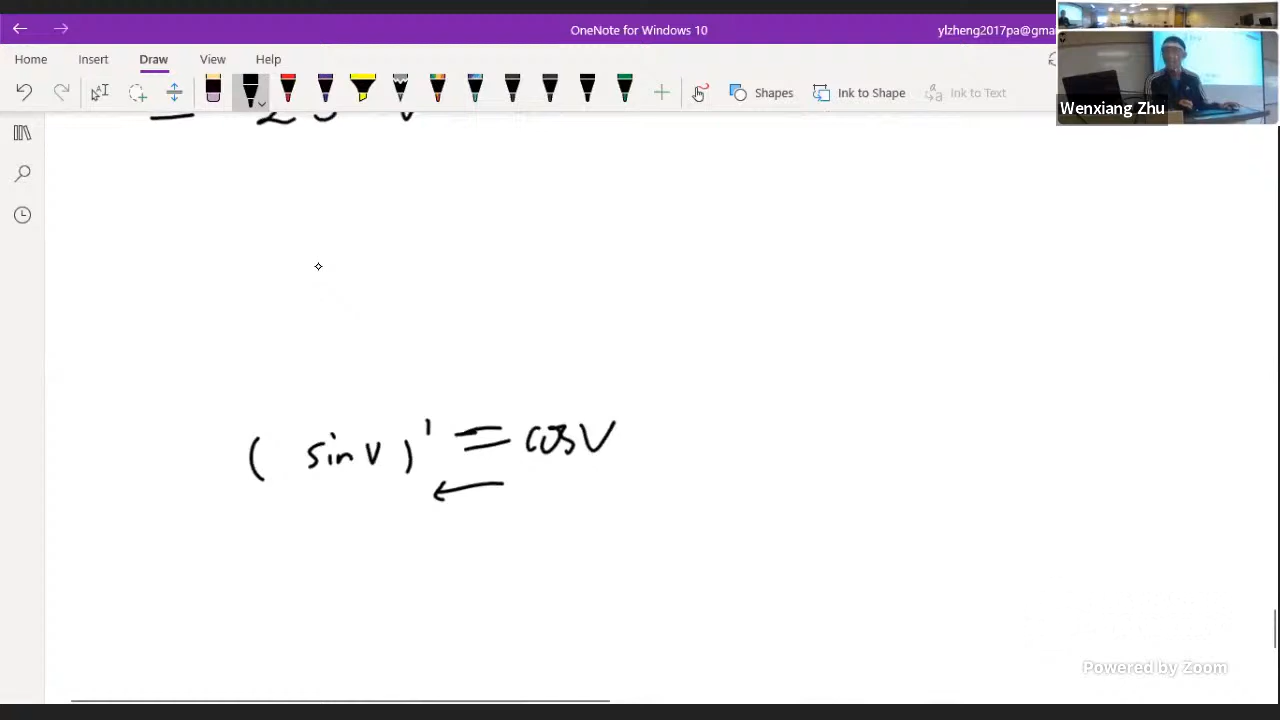 OneNote for Windows 10
ylzheng2017pa@gma
Home Insert Draw View Help
Shapes Ink to Shape Ink to Text
Wenxiang Zhu
(sin v)' = cos v
Powered by Zoom